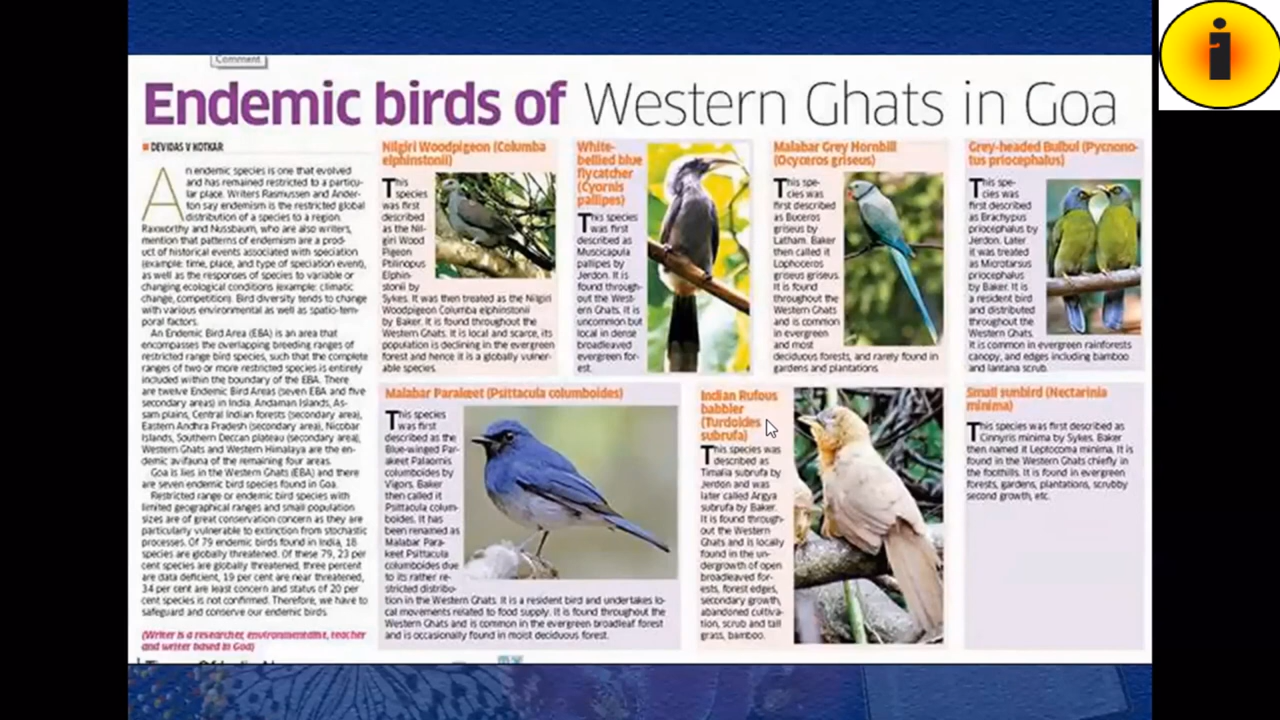 Comment
Endemic birds of Western Ghats in Goa
DEVIDAS V KOTKAR
An endemic species is one that evolved
and has remained restricted to a particu-
lar place. Writers Rasmussen and Ander-
ton say endemism is the restricted global
distribution of a species to a region.
Raxworthy and Nussbaum, who are also writers,
mention that patterns of endemism are a prod-
uct of historical events associated with speciation
(example: time, place, and type of speciation event),
as well as the responses of species to variable or
changing ecological conditions (example: climatic
change, competition). Bird diversity tends to change
with various environmental as well as spatio-tem-
poral factors.
An Endemic Bird Area (EBA) is an area that
encompasses the overlapping breeding ranges of
restricted range bird species, such that the complete
ranges of two or more restricted species is entirely
included within the boundary of the EBA. There
are twelve Endemic Bird Areas (seven EBA and five
secondary areas) in India. Andaman Islands, As-
sam plains, Central Indian forests (secondary area),
Eastern Andhra Pradesh (secondary area), Nicobar
Islands, Southern Deccan plateau (secondary area),
Western Ghats and Western Himalaya are the en-
demic avifauna of the remaining four areas.
Goa is lies in the Western Ghats (EBA) and there
are seven endemic bird species found in Goa.
Restricted range or endemic bird species with
limited geographical ranges and small population
sizes are of great conservation concern as they are
particularly vulnerable to extinction from stochastic
processes. Of 79 endemic birds found in India, 18
species are globally threatened. Of these 79, 23 per
cent species are globally threatened, three percent
are data deficient, 19 per cent are near threatened,
34 per cent are least concern and status of 20 per
cent species is not confirmed. Therefore, we have to
safeguard and conserve our endemic birds.
(Writer is a researcher, environmentalist, teacher
and writer based in Goa)
Nilgiri Woodpigeon (Columba
elphinstonii)
This
species
was first
described
as the Nil-
giri Wood
Pigeon
Ptilinopus
Elphin-
stonii by
Sykes. It was then treated as the Nilgiri
Woodpigeon Columba elphinstonii
by Baker. It is found throughout the
Western Ghats. It is local and scarce, its
population is declining in the evergreen
forest and hence it is a globally vulner-
able species.
White-
bellied blue
flycatcher
(Cyornis
pallipes)
This species
was first
described as
Muscicapula
pallipes by
Jerdon. It is
found through-
out the West-
ern Ghats. It is
uncommon but
local in dense
broadleaved
evergreen for-
est.
Malabar Grey Hornbill
(Ocyceros griseus)
This spe-
cies was
first described
as Buceros
griseus by
Latham. Baker
then called it
Lophoceros
griseus griseus.
It is found
throughout the
Western Ghats
and is common
in evergreen
and most
deciduous forests, and rarely found in
gardens and plantations.
Grey-headed Bulbul (Pycnono-
tus priocephalus)
This spe-
cies was
first described
as Brachypus
priocephalus by
Jerdon. Later
it was treated
as Microtarsus
priocephalus
by Baker. It is
a resident bird
and distributed
throughout the
Western Ghats.
It is common in evergreen rainforests
canopy, and edges including bamboo
and lantana scrub.
Malabar Parakeet (Psittacula columboides)
This species
was first
described as the
Blue-winged Par-
akeet Palaornis
columboides by
Vigors. Baker
then called it
Psittacula colum-
boides. It has
been renamed as
Malabar Para-
keet Psittacula
columboides due
to its rather re-
stricted distribu-
tion in the Western Ghats. It is a resident bird and undertakes lo-
cal movements related to food supply. It is found throughout the
Western Ghats and is common in the evergreen broadleaf forest
and is occasionally found in moist deciduous forest.
Indian Rufous
babbler
(Turdoides
subrufa)
This species was
described as
Timalia subrufa by
Jerdon and was
later called Argya
subrufa by Baker.
It is found through-
out the Western
Ghats and is locally
found in the un-
dergrowth of open
broadleaved for-
ests, forest edges,
secondary growth,
abandoned cultiva-
tion, scrub and tall
grass, bamboo.
Small sunbird (Nectarinia
minima)
This species was first described as
Cinnyris minima by Sykes. Baker
then named it Leptocoma minima. It is
found in the Western Ghats chiefly in
the foothills. It is found in evergreen
forests, gardens, plantations, scrubby
second growth, etc.
i